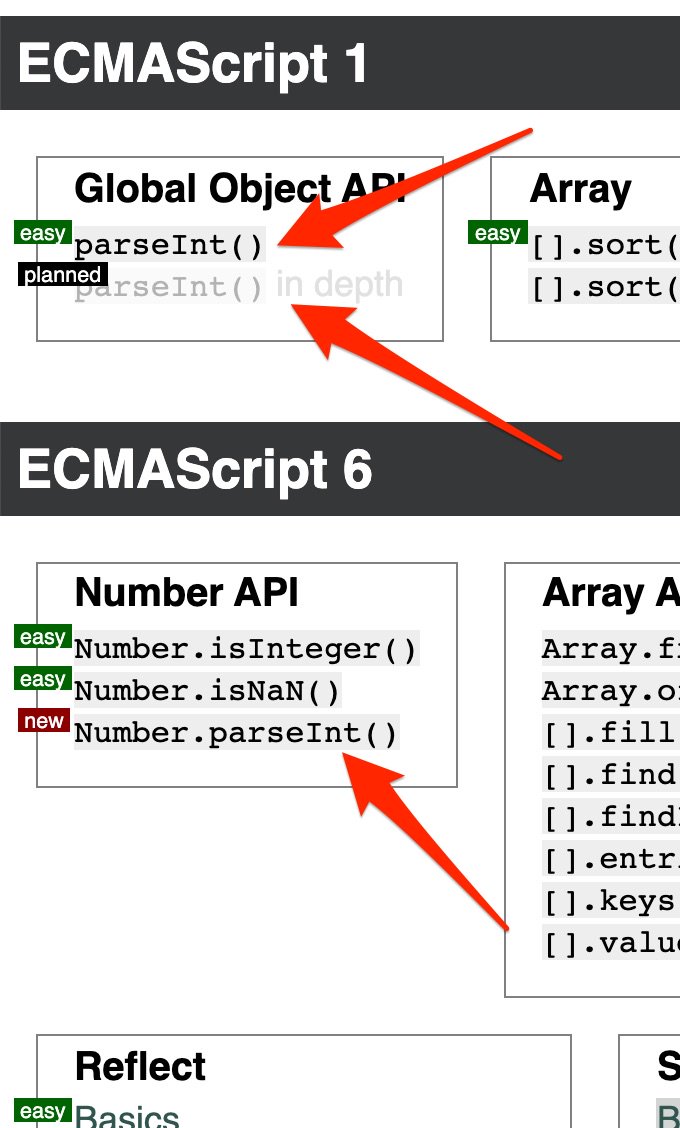 ECMAScript 1
Global Object API
easy
parseInt()
planned
parseInt() in depth
Array
easy
[].sort(
[].sort(
ECMAScript 6
Number API
easy
Number.isInteger()
easy
Number.isNaN()
new
Number.parseInt()
Array A
Array.f
Array.o
[].fill
[].find
[].find
[].entr
[].keys
[].valu
Reflect
easy
Basics
S
B